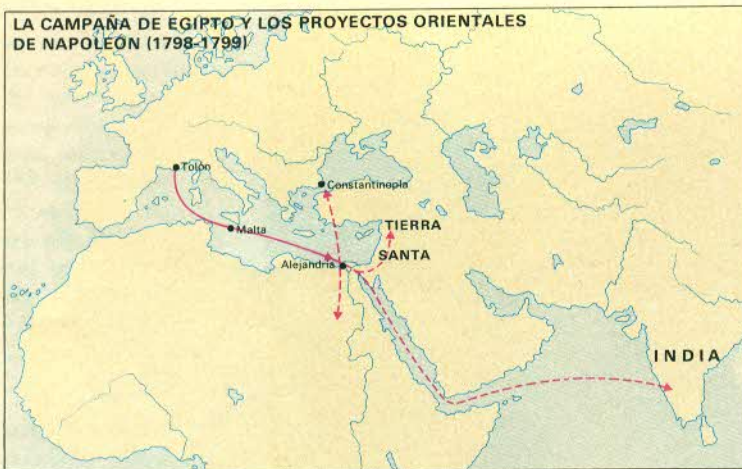 LA CAMPAÑA DE EGIPTO Y LOS PROYECTOS ORIENTALES
DE NAPOLEÓN (1798-1799)
Tolón
Constantinopla
Malta
TIERRA
SANTA
Alejandría
INDIA